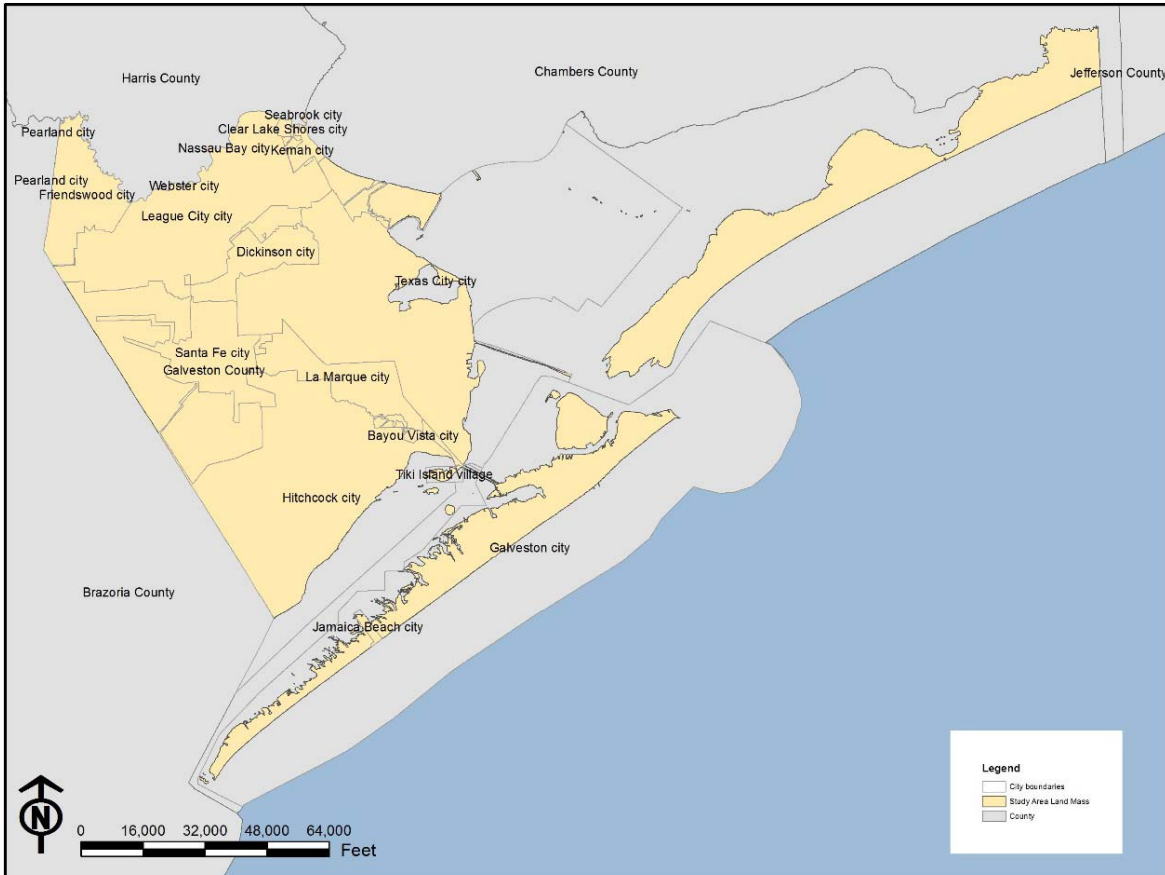 Harris County
Chambers County
Jefferson County
Seabrook city
Pearland city
Clear Lake Shores city
Nassau Bay city
Kemah city
Pearland city
Webster city
Friendswood city
League City city
Dickinson city
Texas City city
Santa Fe city
Galveston County
La Marque city
Bayou Vista city
Tiki Island village
Hitchcock city
Galveston city
Brazoria County
Jamaica Beach city
Legend
City boundaries
Study Area Land Mass
County
N
0 16,000 32,000 48,000 64,000
Feet